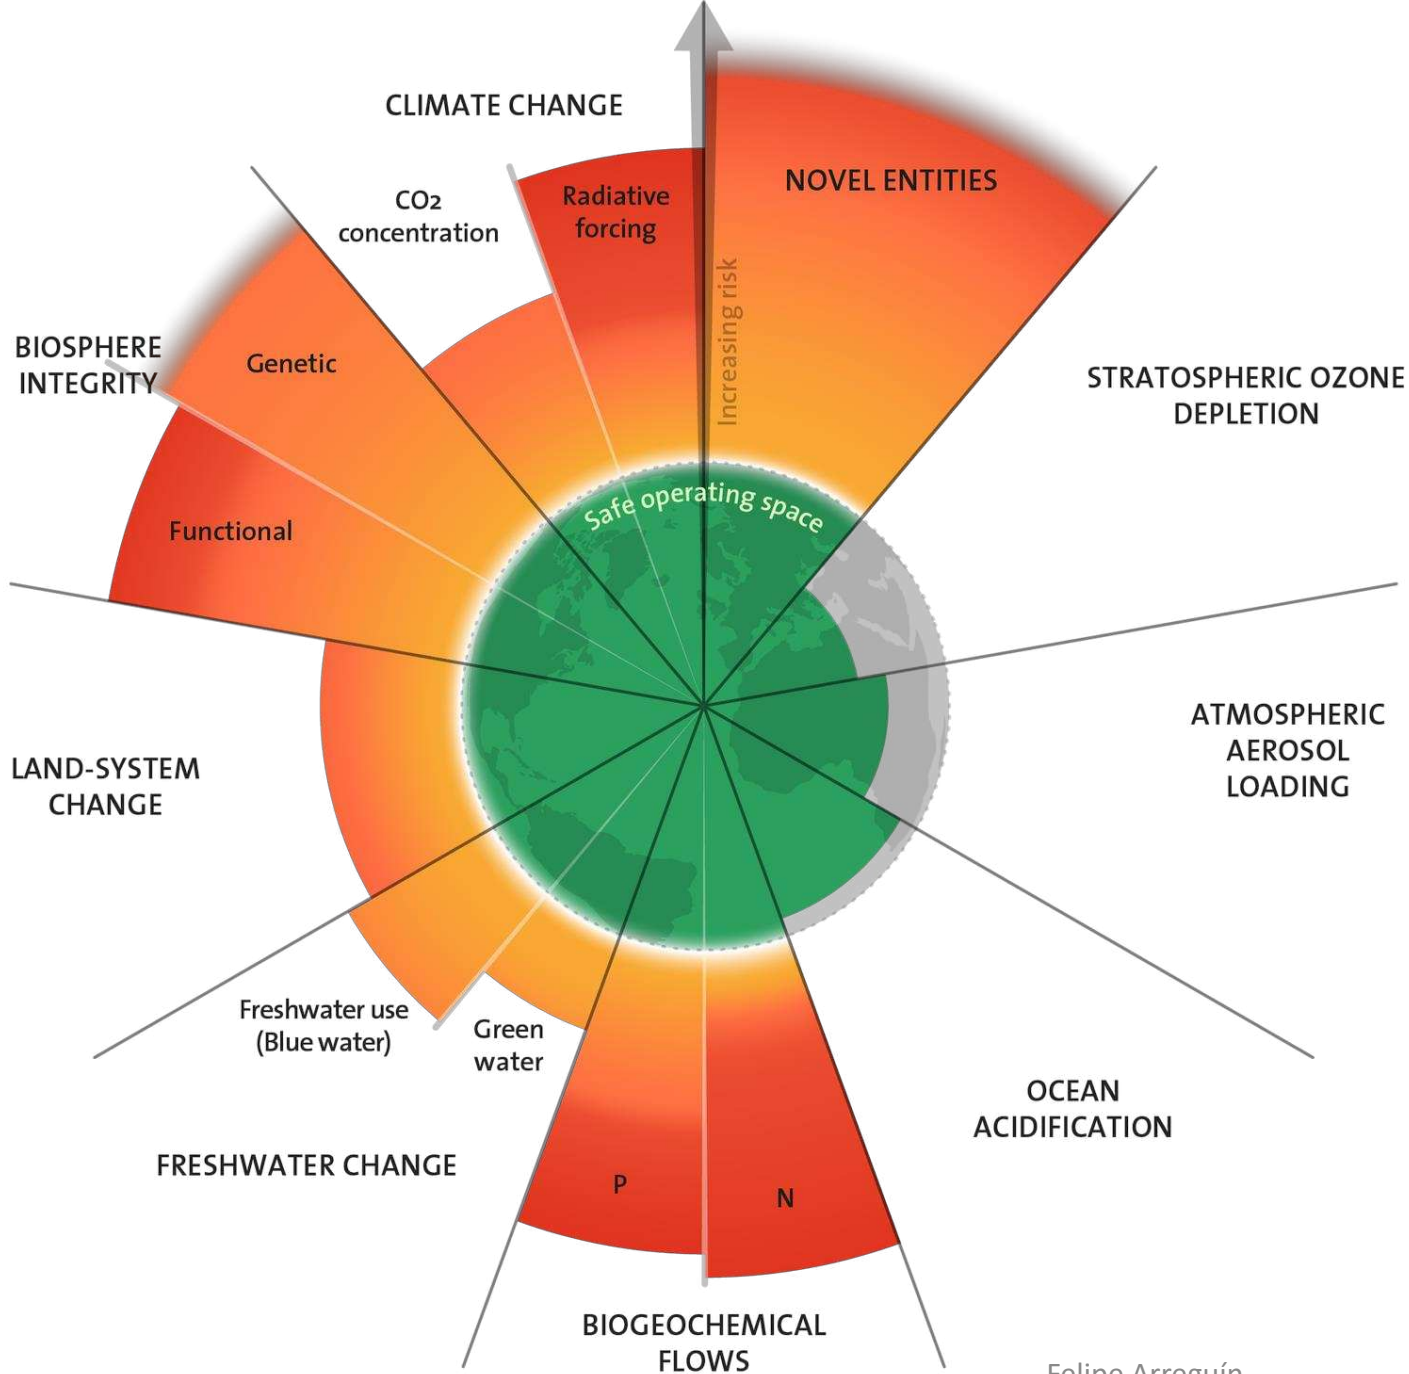 CLIMATE CHANGE
CO2
concentration
Radiative
forcing
NOVEL ENTITIES
Increasing risk
BIOSPHERE
INTEGRITY
Genetic
Functional
STRATOSPHERIC OZONE
DEPLETION
Safe operating space
ATMOSPHERIC
AEROSOL
LOADING
LAND-SYSTEM
CHANGE
Freshwater use
(Blue water)
Green
water
OCEAN
ACIDIFICATION
FRESHWATER CHANGE
P
N
BIOGEOCHEMICAL
FLOWS
Felipe Arreguín